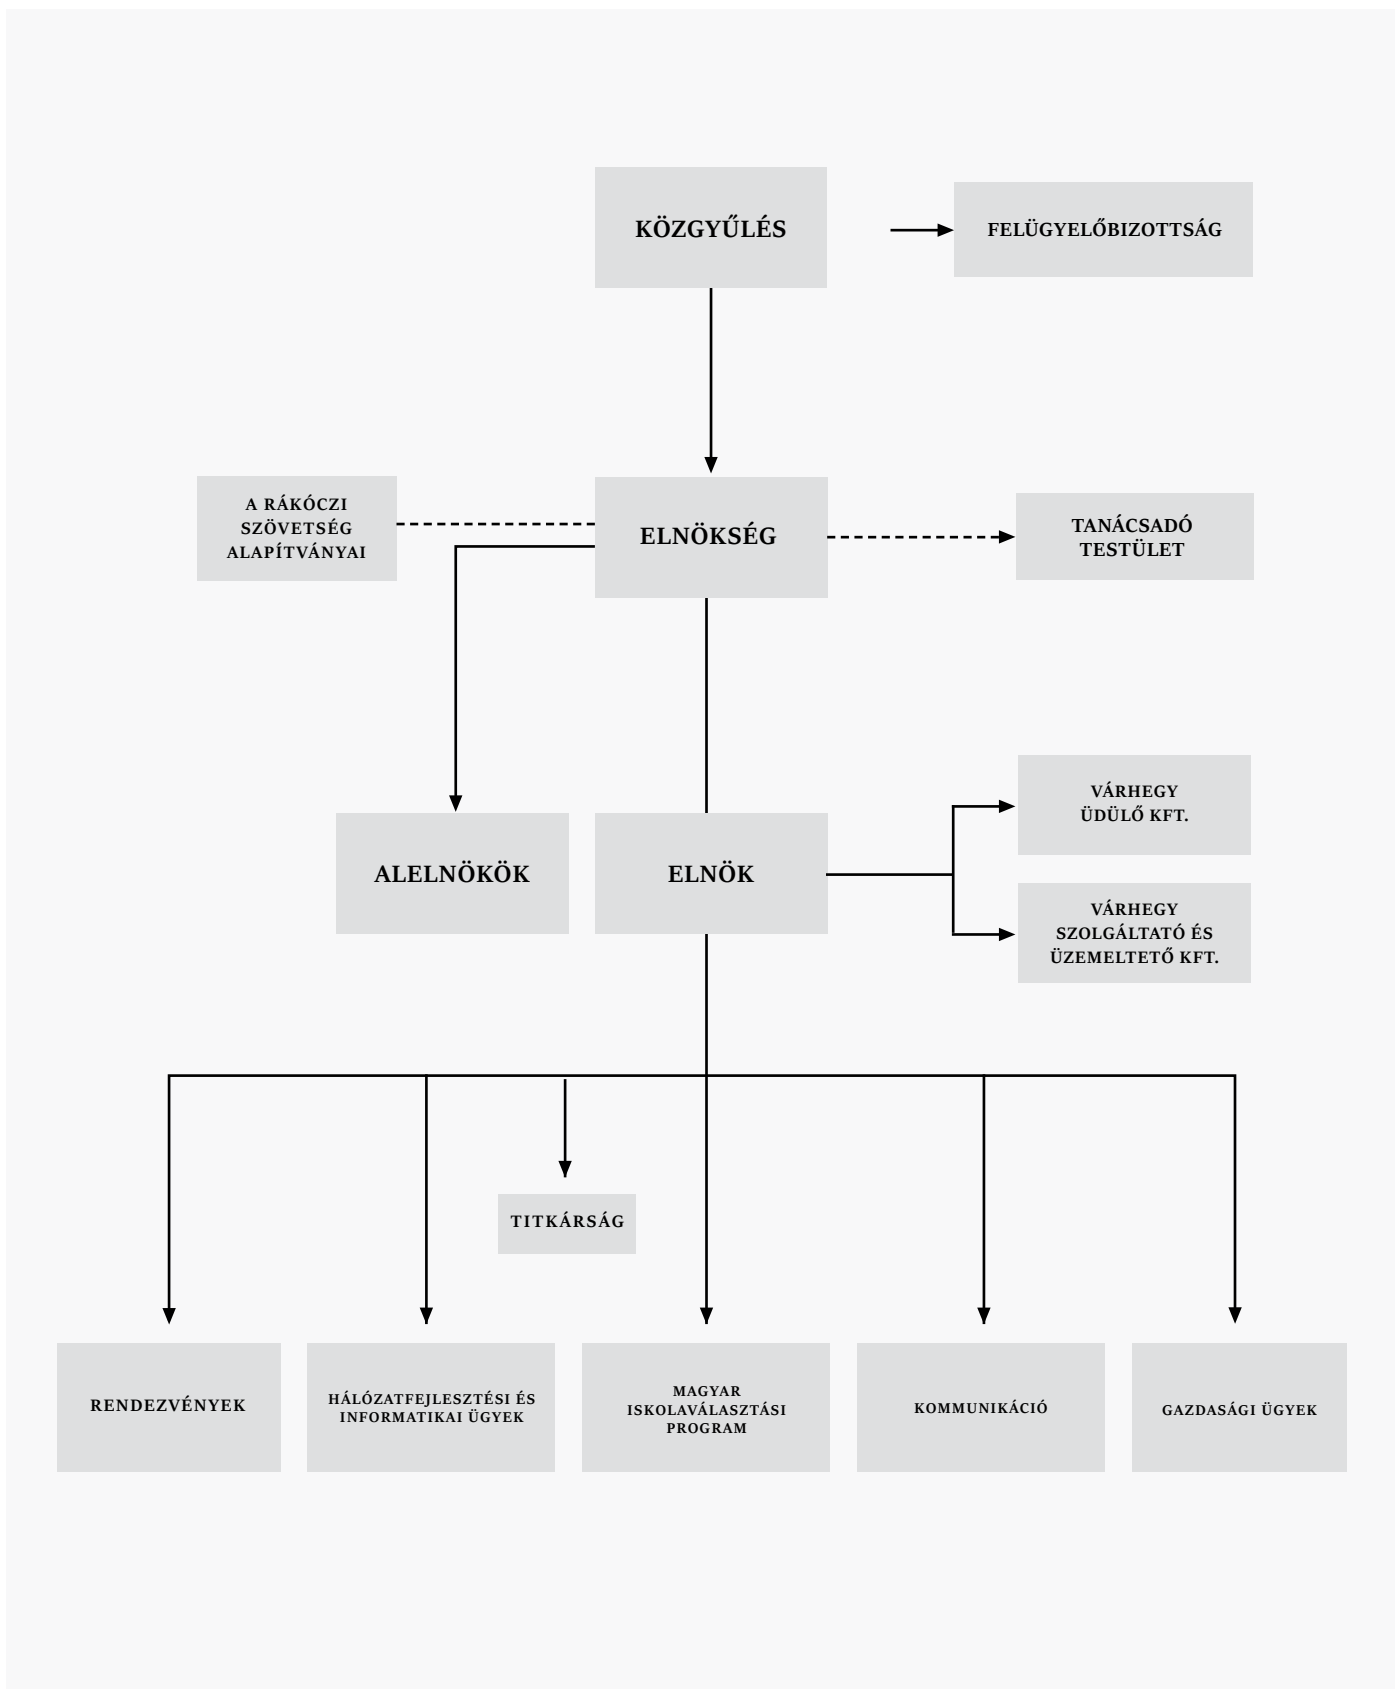 KÖZGYŰLÉS
FELÜGYELŐBIZOTTSÁG
A RÁKÓCZI
SZÖVETSÉG
ALAPÍTVÁNYAI
ELNÖKSÉG
TANÁCSADÓ
TESTÜLET
ALELNÖKÖK
ELNÖK
VÁRHEGY
ÜDÜLŐ KFT.
VÁRHEGY
SZOLGÁLTATÓ ÉS
ÜZEMELTETŐ KFT.
TITKÁRSÁG
RENDEZVÉNYEK
HÁLÓZATFEJLESZTÉSI ÉS
INFORMATIKAI ÜGYEK
MAGYAR
ISKOLAVÁLASZTÁSI
PROGRAM
KOMMUNIKÁCIÓ
GAZDASÁGI ÜGYEK